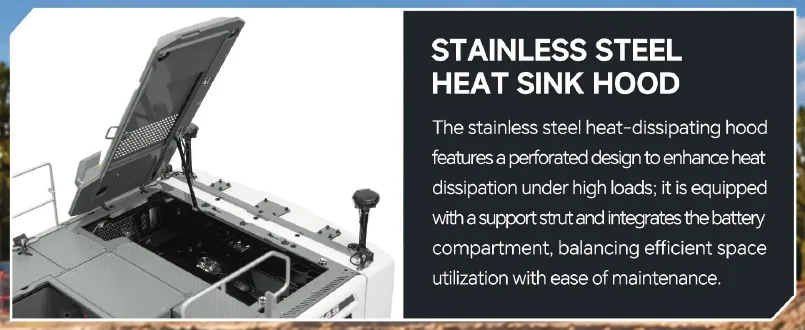 STAINLESS STEEL
HEAT SINK HOOD
The stainless steel heat-dissipating hood
features a perforated design to enhance heat
dissipation under high loads; it is equipped
with a support strut and integrates the battery
compartment, balancing efficient space
utilization with ease of maintenance.